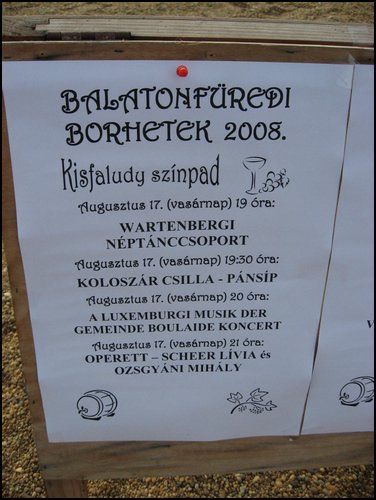 BALATONFÜREDI
BORHETEK 2008.
Kisfaludy színpad
Augusztus 17. (vasárnap) 19 óra:
WARTENBERGI
NÉPTÁNCCSOPORT
Augusztus 17. (vasárnap) 19:30 óra:
KOLOSZÁR CSILLA - PÁNSÍP
Augusztus 17. (vasárnap) 20 óra:
A LUXEMBURGI MUSIK DER
GEMEINDE BOULAIDE KONCERT
Augusztus 17. (vasárnap) 21 óra:
OPERETT – SCHEER LÍVIA és
OZSGYÁNI MIHÁLY